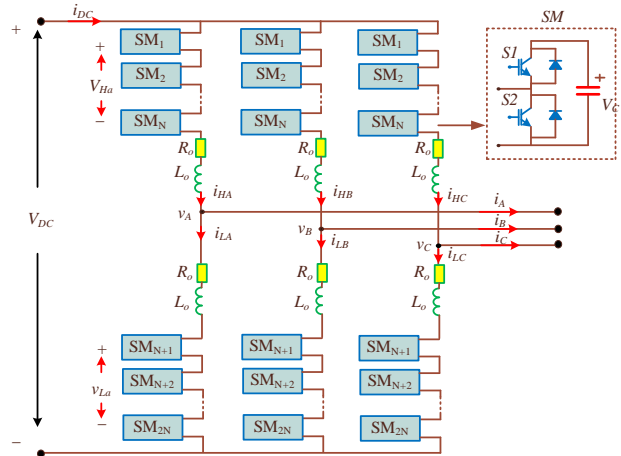 i_DC
+
+
V_Ha
−
SM_1
SM_2
SM_N
SM_1
SM_2
SM_N
SM_1
SM_2
SM_N
SM
S1
S2
+
V_C
R_o
L_o
R_o
L_o
R_o
L_o
i_HA
i_HB
i_HC
v_A
v_B
v_C
i_A
i_B
i_C
i_LA
i_LB
i_LC
V_DC
R_o
L_o
R_o
L_o
R_o
L_o
+
v_La
−
SM_N+1
SM_N+2
SM_2N
SM_N+1
SM_N+2
SM_2N
SM_N+1
SM_N+2
SM_2N
−